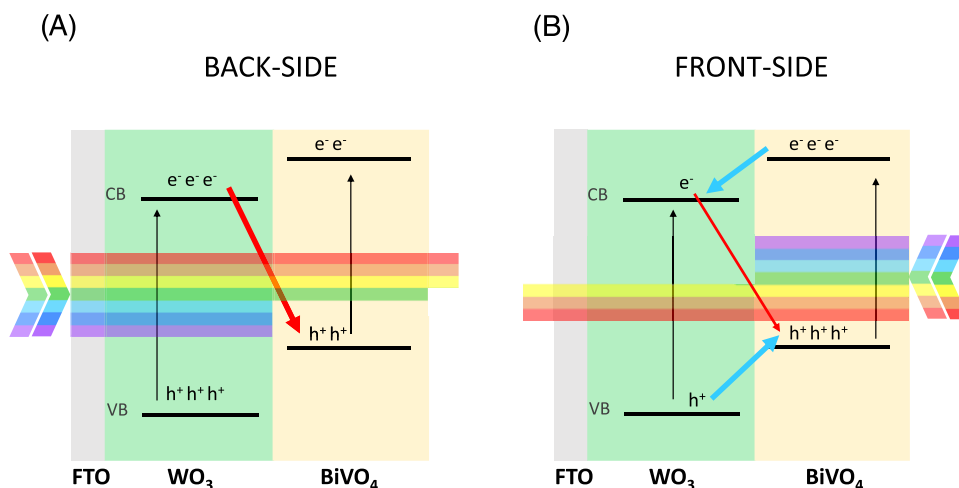 (A)
BACK-SIDE
e⁻ e⁻
e⁻ e⁻ e⁻
CB
h⁺ h⁺
h⁺ h⁺ h⁺
VB
FTO
WO₃
BiVO₄
(B)
FRONT-SIDE
e⁻ e⁻ e⁻
e⁻
CB
h⁺ h⁺ h⁺
h⁺
VB
FTO
WO₃
BiVO₄